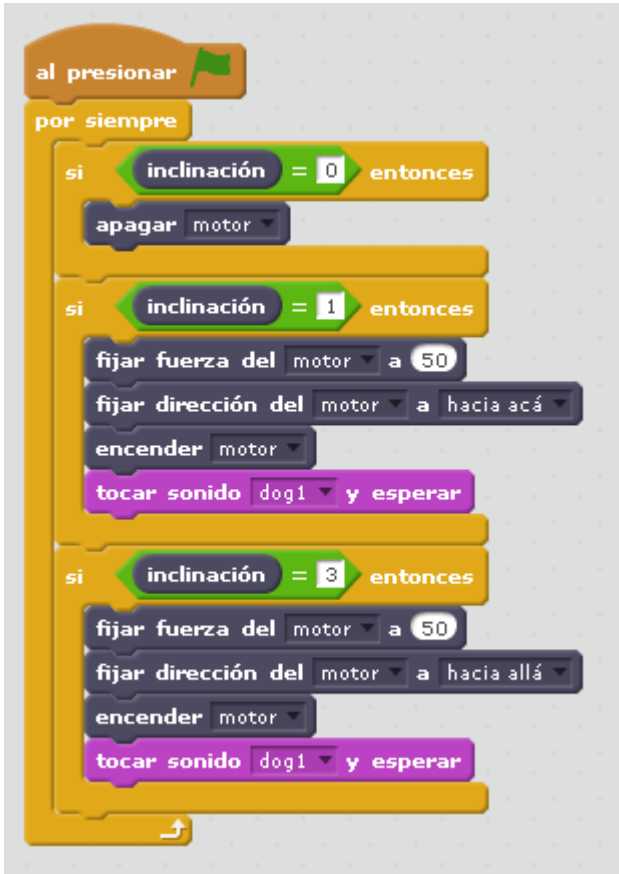 al presionar
por siempre
si inclinación = 0 entonces
apagar motor
si inclinación = 1 entonces
fijar fuerza del motor a 50
fijar dirección del motor a hacia acá
encender motor
tocar sonido dog1 y esperar
si inclinación = 3 entonces
fijar fuerza del motor a 50
fijar dirección del motor a hacia allá
encender motor
tocar sonido dog1 y esperar